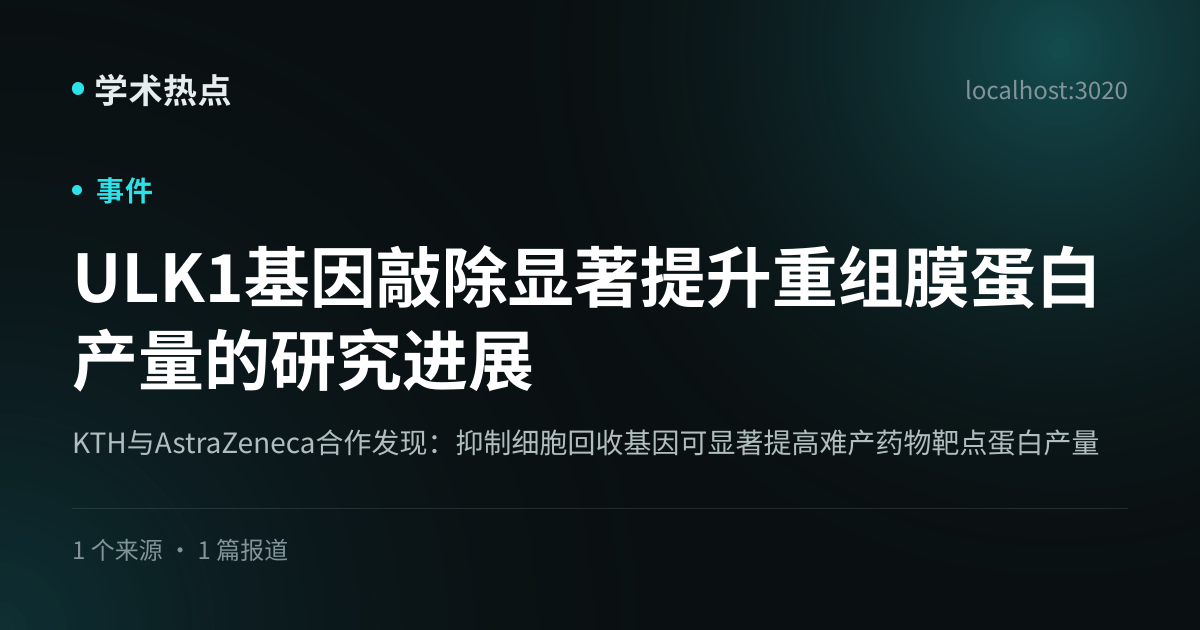 学术热点
localhost:3020
事件
ULK1基因敲除显著提升重组膜蛋白
产量的研究进展
KTH与AstraZeneca合作发现：抑制细胞回收基因可显著提高难产药物靶点蛋白产量
1 个来源 · 1 篇报道